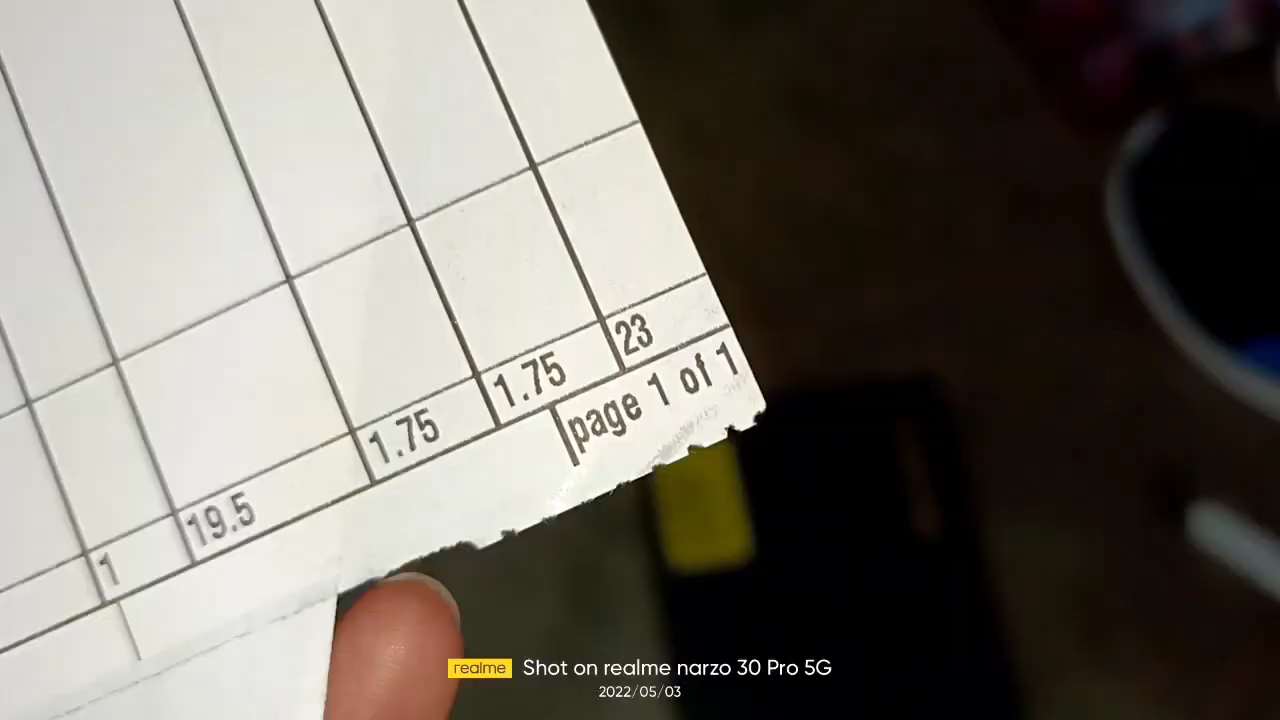 1 19.5 1.75 1.75 23
page 1 of 1
realme Shot on realme narzo 30 Pro 5G
2022/05/03